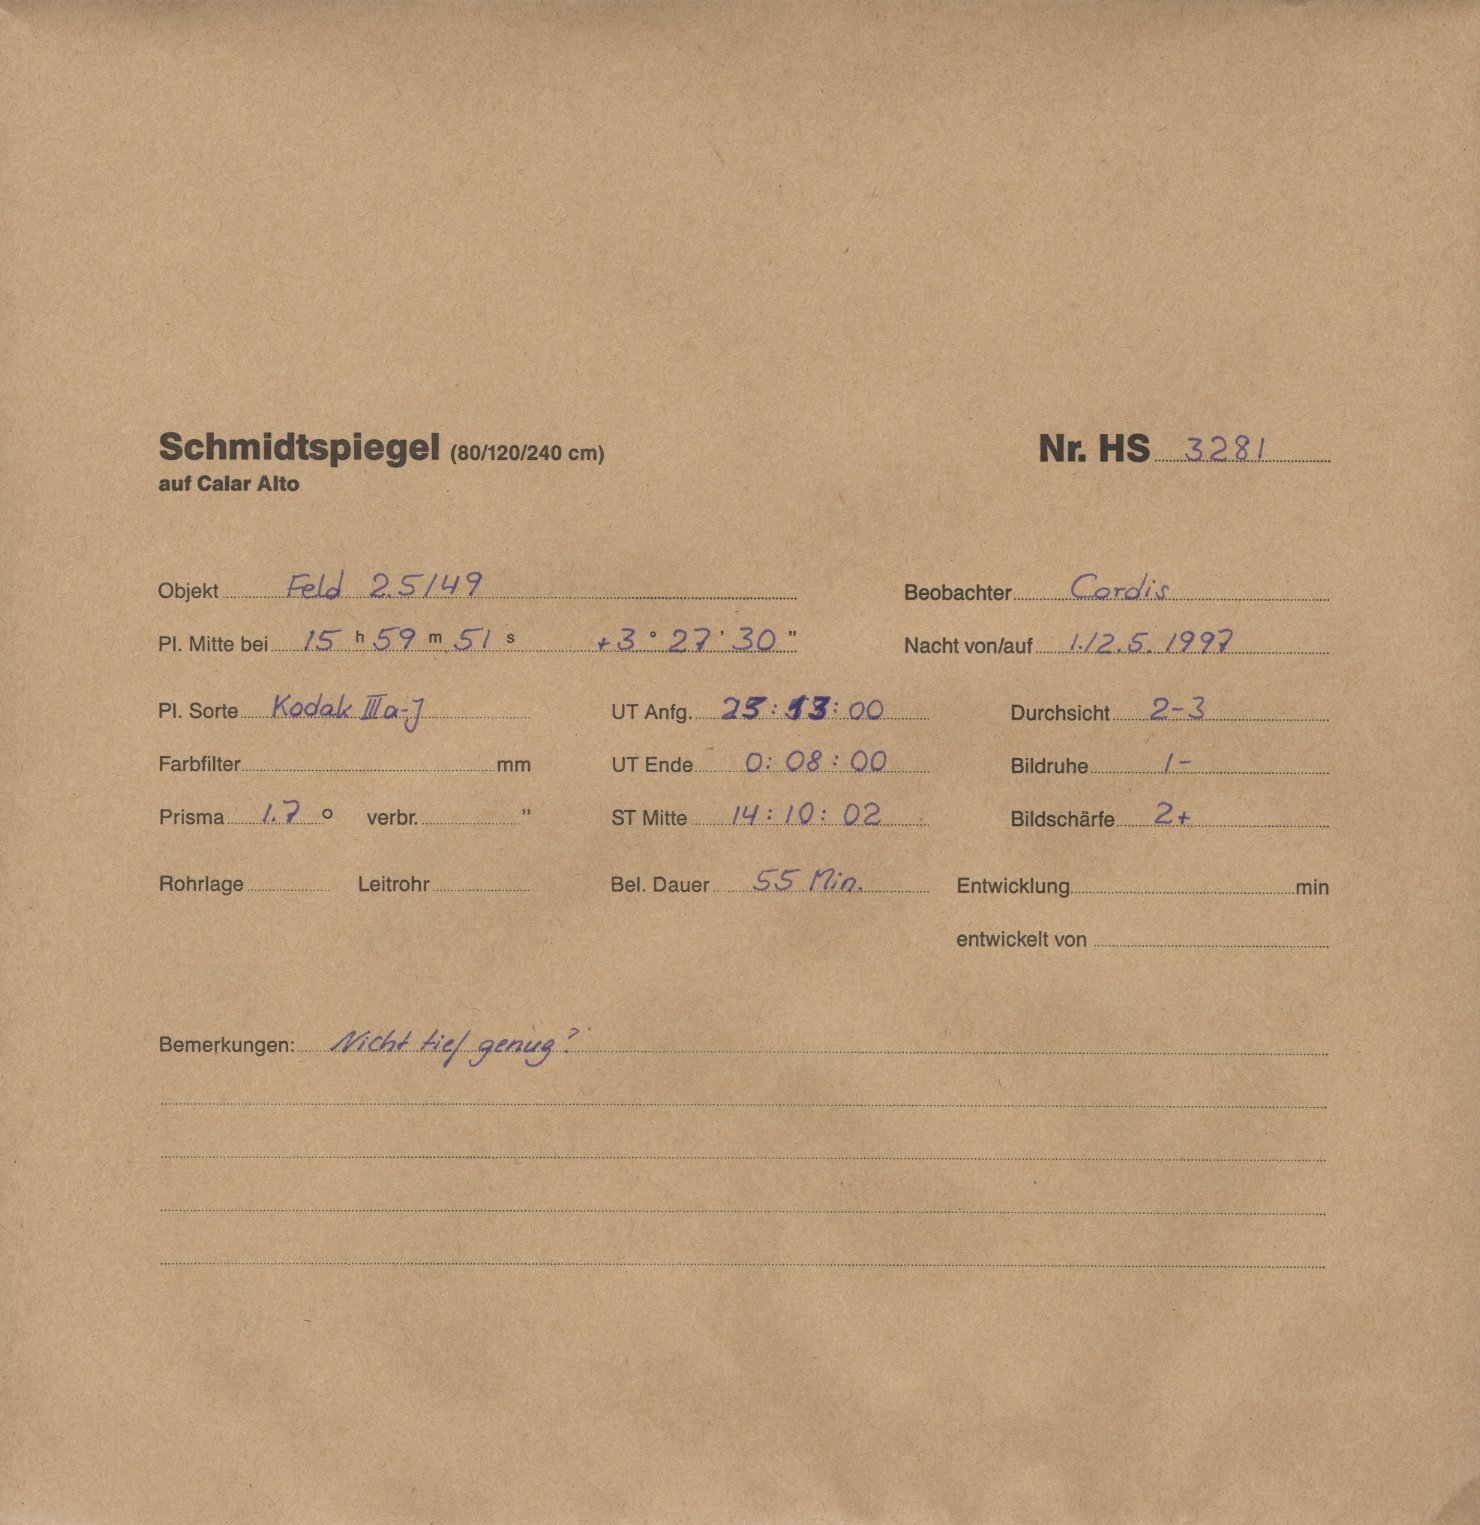 Schmidtspiegel (80/120/240 cm) Nr. HS 3281
auf Calar Alto
Objekt Feld 2.5/49 Beobachter Cordis
Pl. Mitte bei 15 h 59 m 51 s +3 ° 27 ' 30 " Nacht von/auf 1./2.5. 1997
Pl. Sorte Kodak IIIa-J UT Anfg. 23:13:00 Durchsicht 2-3
Farbfilter mm UT Ende 0:08:00 Bildruhe 1-
Prisma 1.7 ° verbr. " ST Mitte 14:10:02 Bildschärfe 2+
Rohrlage Leitrohr Bel. Dauer 55 Min. Entwicklung min
entwickelt von
Bemerkungen: Nicht tief genug?